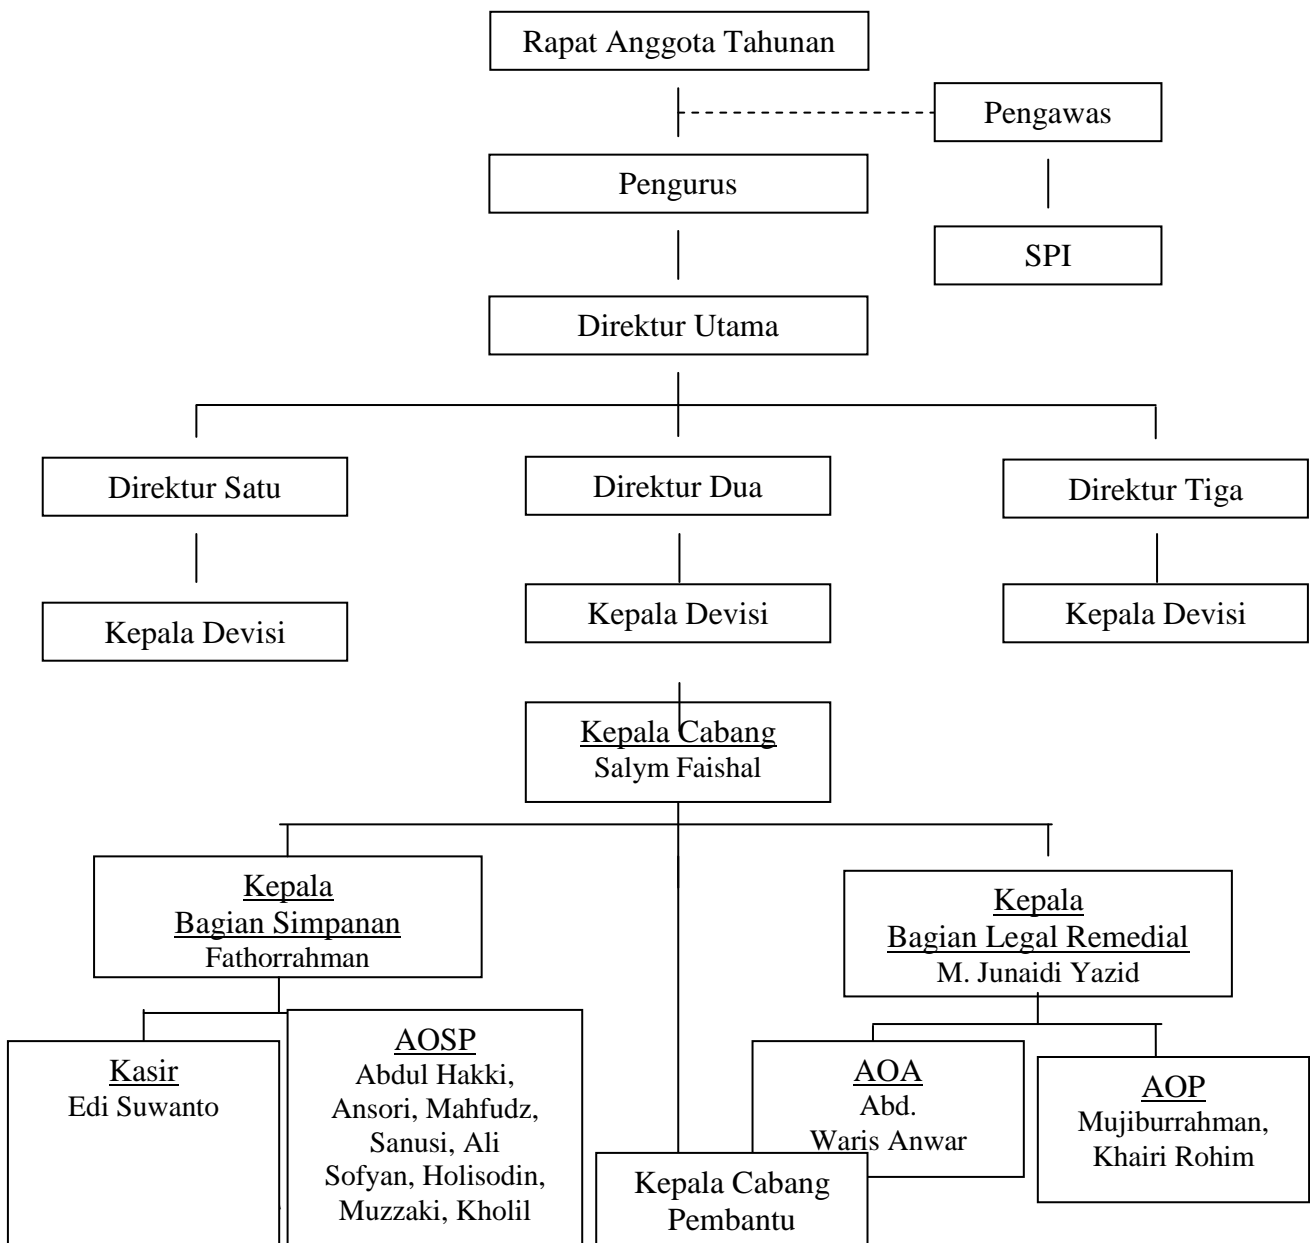 Rapat Anggota Tahunan
Pengawas
Pengurus
SPI
Direktur Utama
Direktur Satu
Direktur Dua
Direktur Tiga
Kepala Devisi
Kepala Devisi
Kepala Devisi
Kepala Cabang
Salym Faishal
Kepala
Bagian Simpanan
Fathorrahman
Kepala
Bagian Legal Remedial
M. Junaidi Yazid
Kasir
Edi Suwanto
AOSP
Abdul Hakki,
Ansori, Mahfudz,
Sanusi, Ali
Sofyan, Holisodin,
Muzzaki, Kholil
AOA
Abd.
Waris Anwar
AOP
Mujiburrahman,
Khairi Rohim
Kepala Cabang
Pembantu